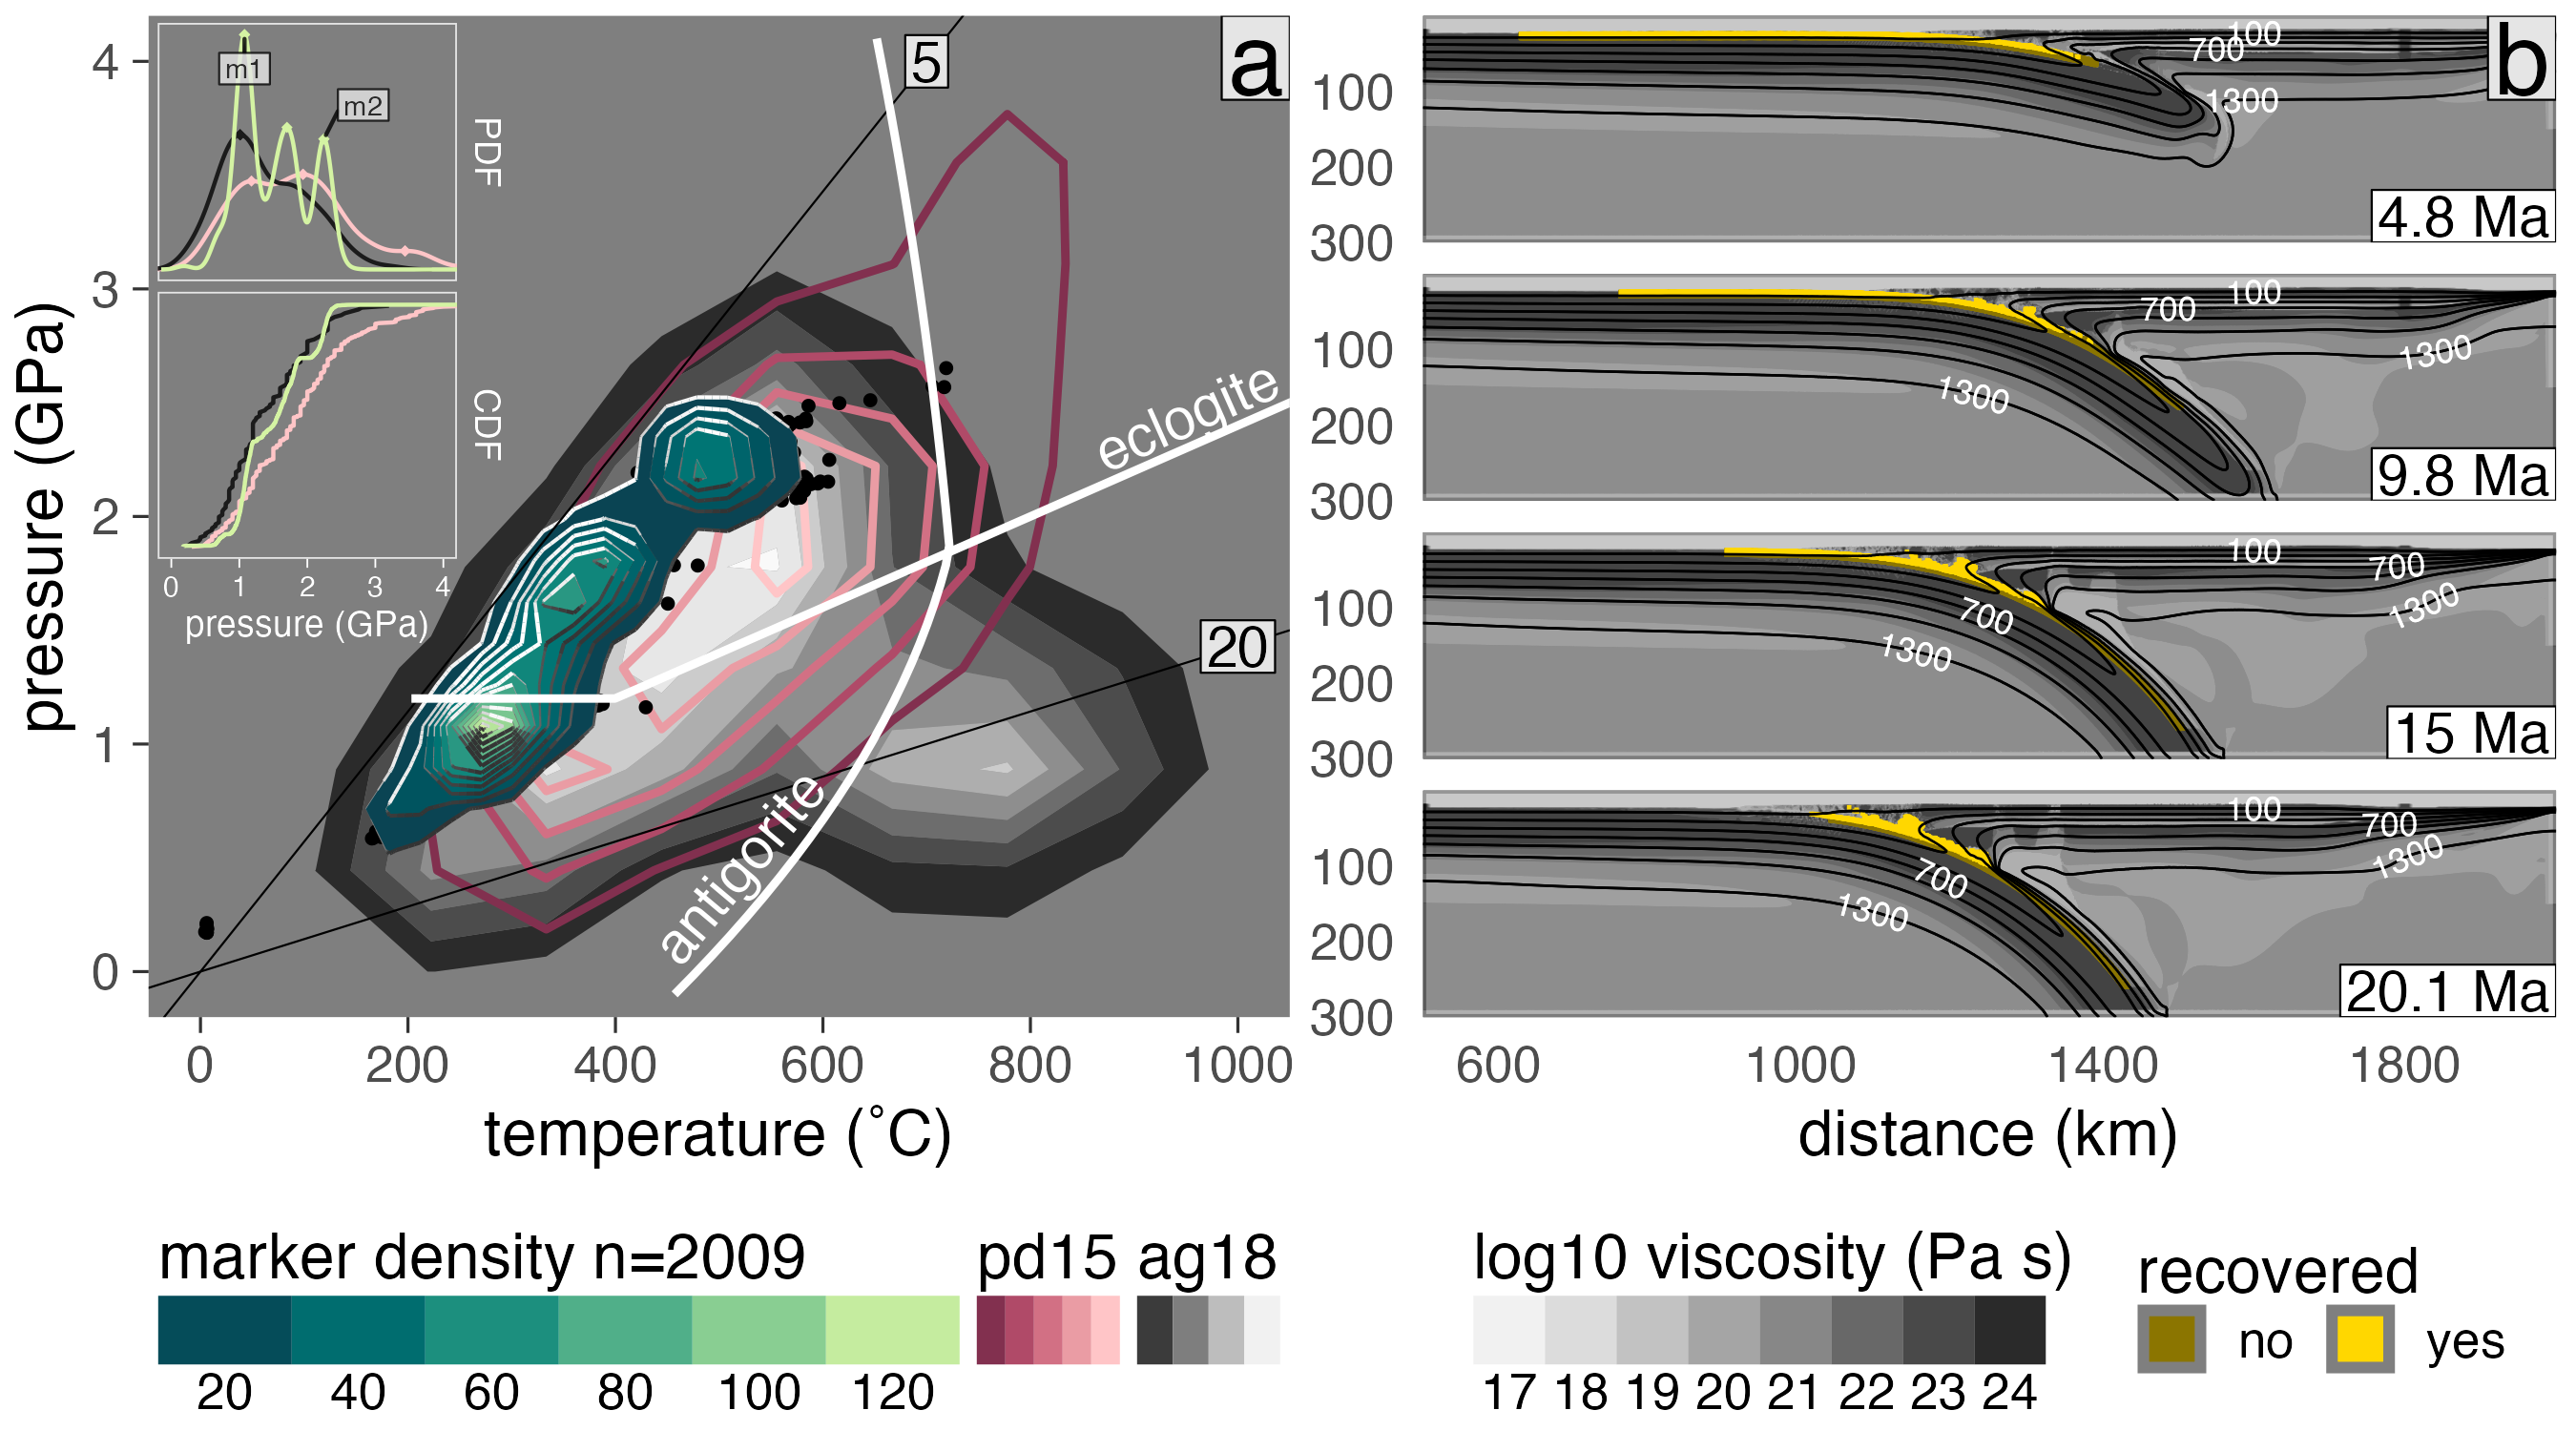 a
5
20
eclogite
antigorite
m1
m2
PDF
CDF
0 1 2 3 4
pressure (GPa)
4
3
2
1
0
pressure (GPa)
0 200 400 600 800 1000
temperature (°C)
b
100
700
1300
4.8 Ma
100
200
300
100
700
1300
1300
9.8 Ma
100
200
300
100
700
1300
700
1300
15 Ma
100
200
300
100
700
1300
700
1300
20.1 Ma
100
200
300
600 1000 1400 1800
distance (km)
marker density n=2009
20 40 60 80 100 120
pd15 ag18
log10 viscosity (Pa s)
17 18 19 20 21 22 23 24
recovered
no yes